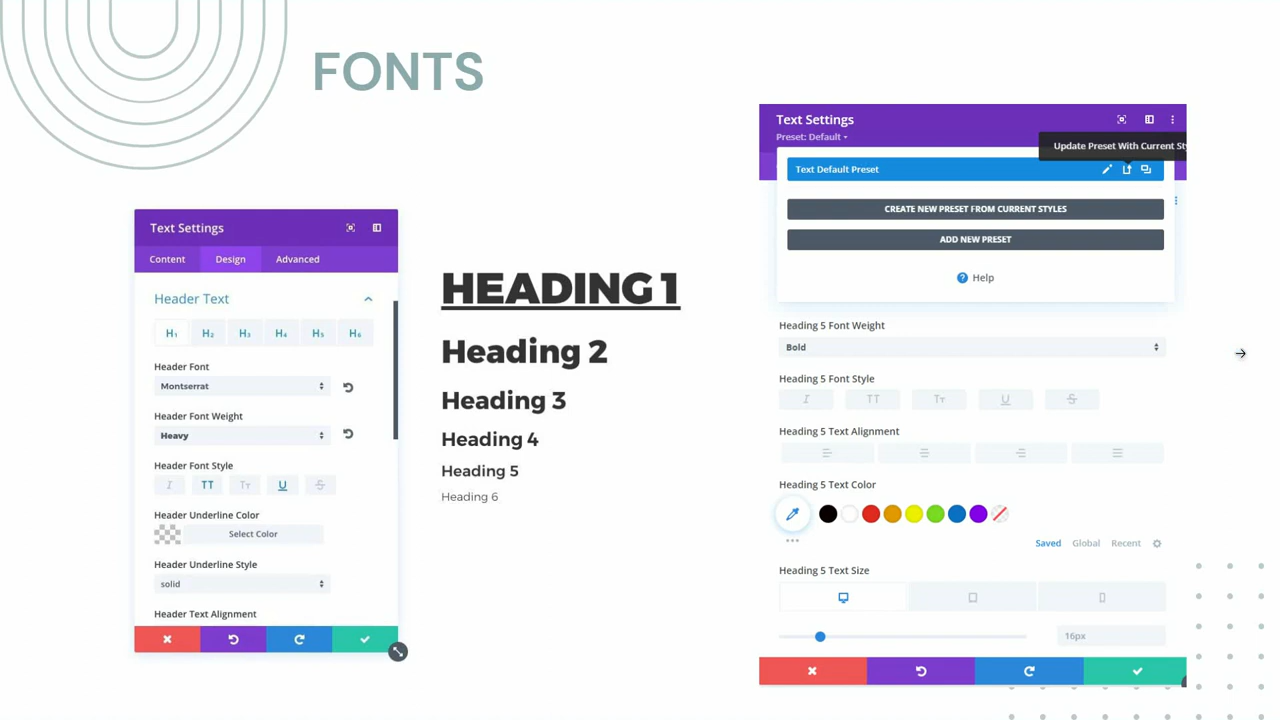 FONTS
Text Settings
Content Design Advanced
Header Text
H1 H2 H3 H4 H5 H6
Header Font
Montserrat
Header Font Weight
Heavy
Header Font Style
I TT Tт U S
Header Underline Color
Select Color
Header Underline Style
solid
Header Text Alignment
HEADING 1
Heading 2
Heading 3
Heading 4
Heading 5
Heading 6
Text Settings
Preset: Default
Update Preset With Current Sty
Text Default Preset
CREATE NEW PRESET FROM CURRENT STYLES
ADD NEW PRESET
? Help
Heading 5 Font Weight
Bold
Heading 5 Font Style
I TT Tт U S
Heading 5 Text Alignment
Heading 5 Text Color
Saved Global Recent
Heading 5 Text Size
16px